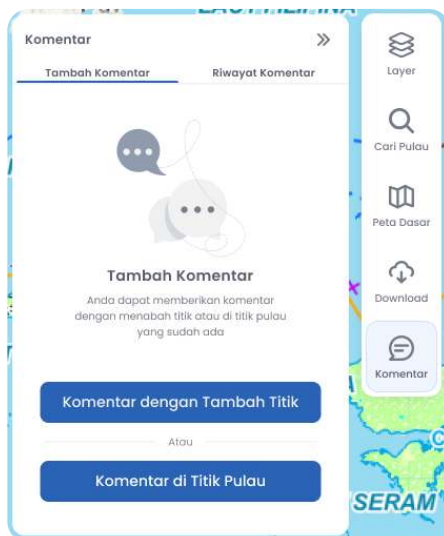 Komentar
Tambah Komentar
Riwayat Komentar
Tambah Komentar
Anda dapat memberikan komentar
dengan menabah titik atau di titik pulau
yang sudah ada
Komentar dengan Tambah Titik
Atau
Komentar di Titik Pulau
Layer
Cari Pulau
Peta Dasar
Download
Komentar
SERAM